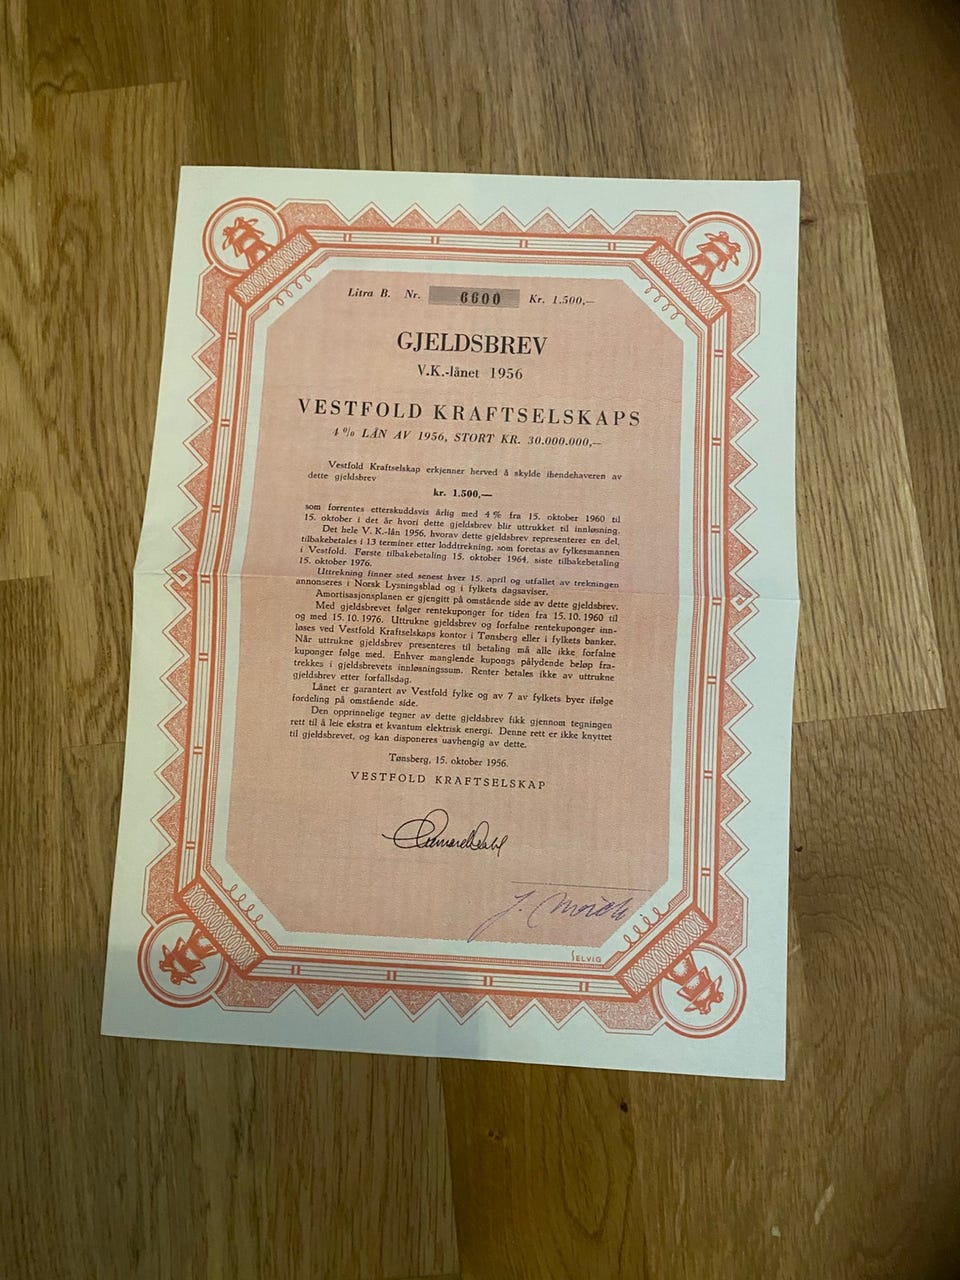 Litra B. Nr. 6600 Kr. 1.500,—
GJELDSBREV
V.K.-lånet 1956
VESTFOLD KRAFTSELSKAPS
4% LÅN AV 1956, STORT KR. 30.000.000,—
Vestfold Kraftselskap erkjenner herved å skylde ihendehaveren av
dette gjeldsbrev
kr. 1.500,—
som forrentes etterskuddsvis årlig med 4% fra 15. oktober 1960 til
15. oktober i det år hvori dette gjeldsbrev blir uttrukket til innløsning.
Det hele V. K.-lån 1956, hvorav dette gjeldsbrev representerer en del,
tilbakebetales i 13 terminer etter loddtrekning, som foretas av fylkesmannen
i Vestfold. Første tilbakebetaling 15. oktober 1964, siste tilbakebetaling
15. oktober 1976.
Uttrekning finner sted senest hver 15. april og utfallet av trekningen
annonseres i Norsk Lysningsblad og i fylkets dagsaviser.
Amortisasjonsplanen er gjengitt på omstående side av dette gjeldsbrev.
Med gjeldsbrevet følger rentekuponger for tiden fra 15. 10. 1960 til
og med 15. 10. 1976. Uttrukne gjeldsbrev og forfalne rentekuponger inn-
løses ved Vestfold Kraftselskaps kontor i Tønsberg eller i fylkets banker.
Når uttrukne gjeldsbrev presenteres til betaling må alle ikke forfalne
kuponger følge med. Enhver manglende kupongs pålydende beløp fra-
trekkes i gjeldsbrevets innløsningssum. Renter betales ikke av uttrukne
gjeldsbrev etter forfallsdag.
Lånet er garantert av Vestfold fylke og av 7 av fylkets byer ifølge
fordeling på omstående side.
Den opprinnelige tegner av dette gjeldsbrev fikk gjennom tegningen
rett til å leie ekstra et kvantum elektrisk energi. Denne rett er ikke knyttet
til gjeldsbrevet, og kan disponeres uavhengig av dette.
Tønsberg, 15. oktober 1956.
VESTFOLD KRAFTSELSKAP
SELVIG